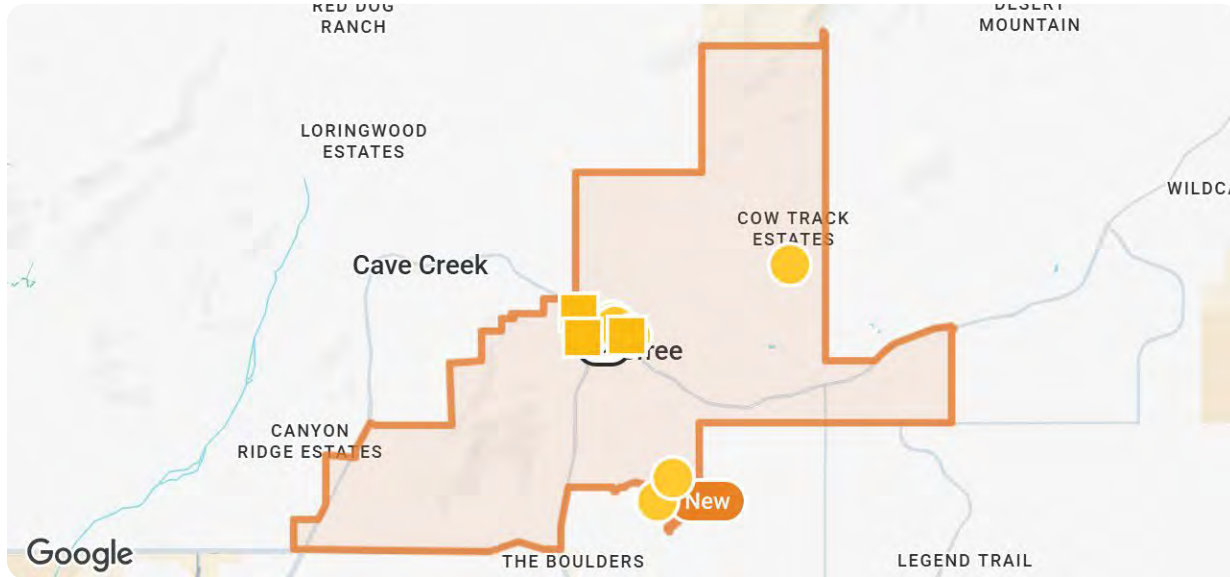 RED DOG
RANCH
DESERT
MOUNTAIN
LORINGWOOD
ESTATES
WILDCA
COW TRACK
ESTATES
Cave Creek
free
CANYON
RIDGE ESTATES
New
Google
THE BOULDERS
LEGEND TRAIL